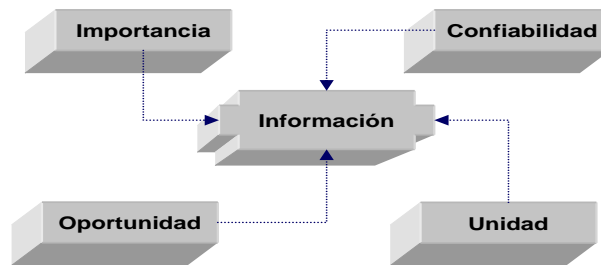 Importancia
Confiabilidad
Información
Oportunidad
Unidad